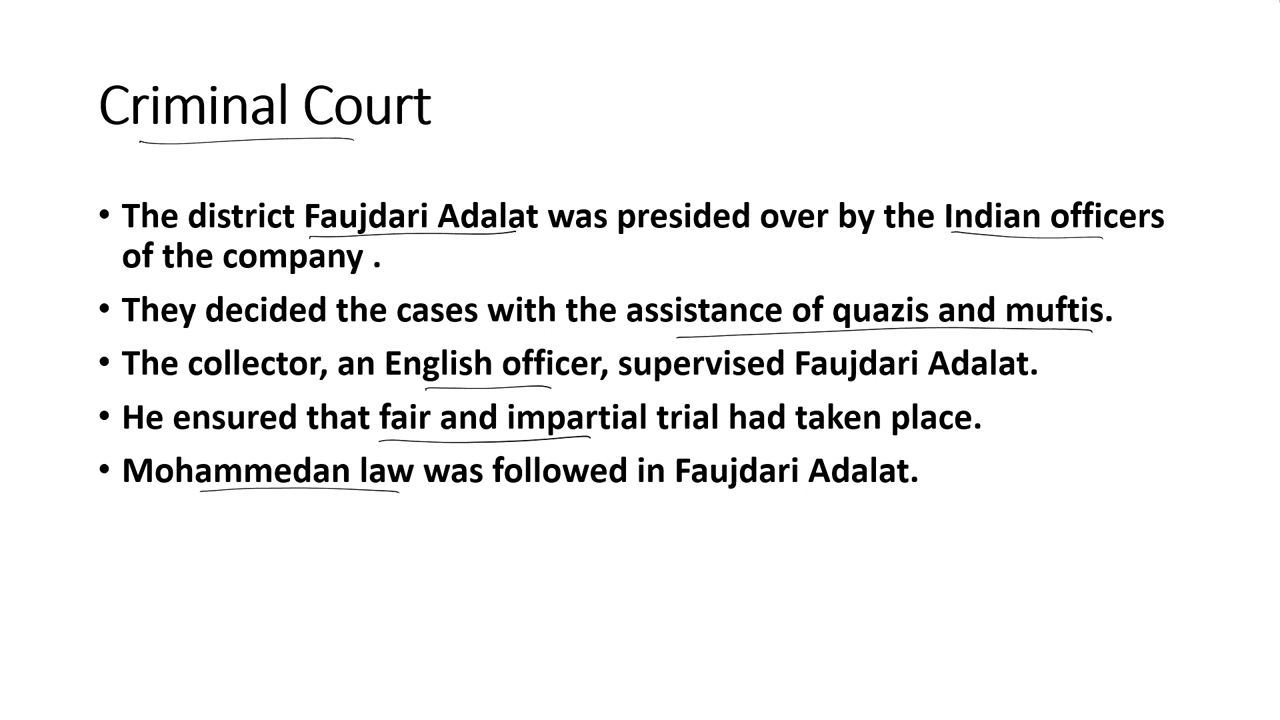 Criminal Court
• The district Faujdari Adalat was presided over by the Indian officers
of the company .
• They decided the cases with the assistance of quazis and muftis.
• The collector, an English officer, supervised Faujdari Adalat.
• He ensured that fair and impartial trial had taken place.
• Mohammedan law was followed in Faujdari Adalat.